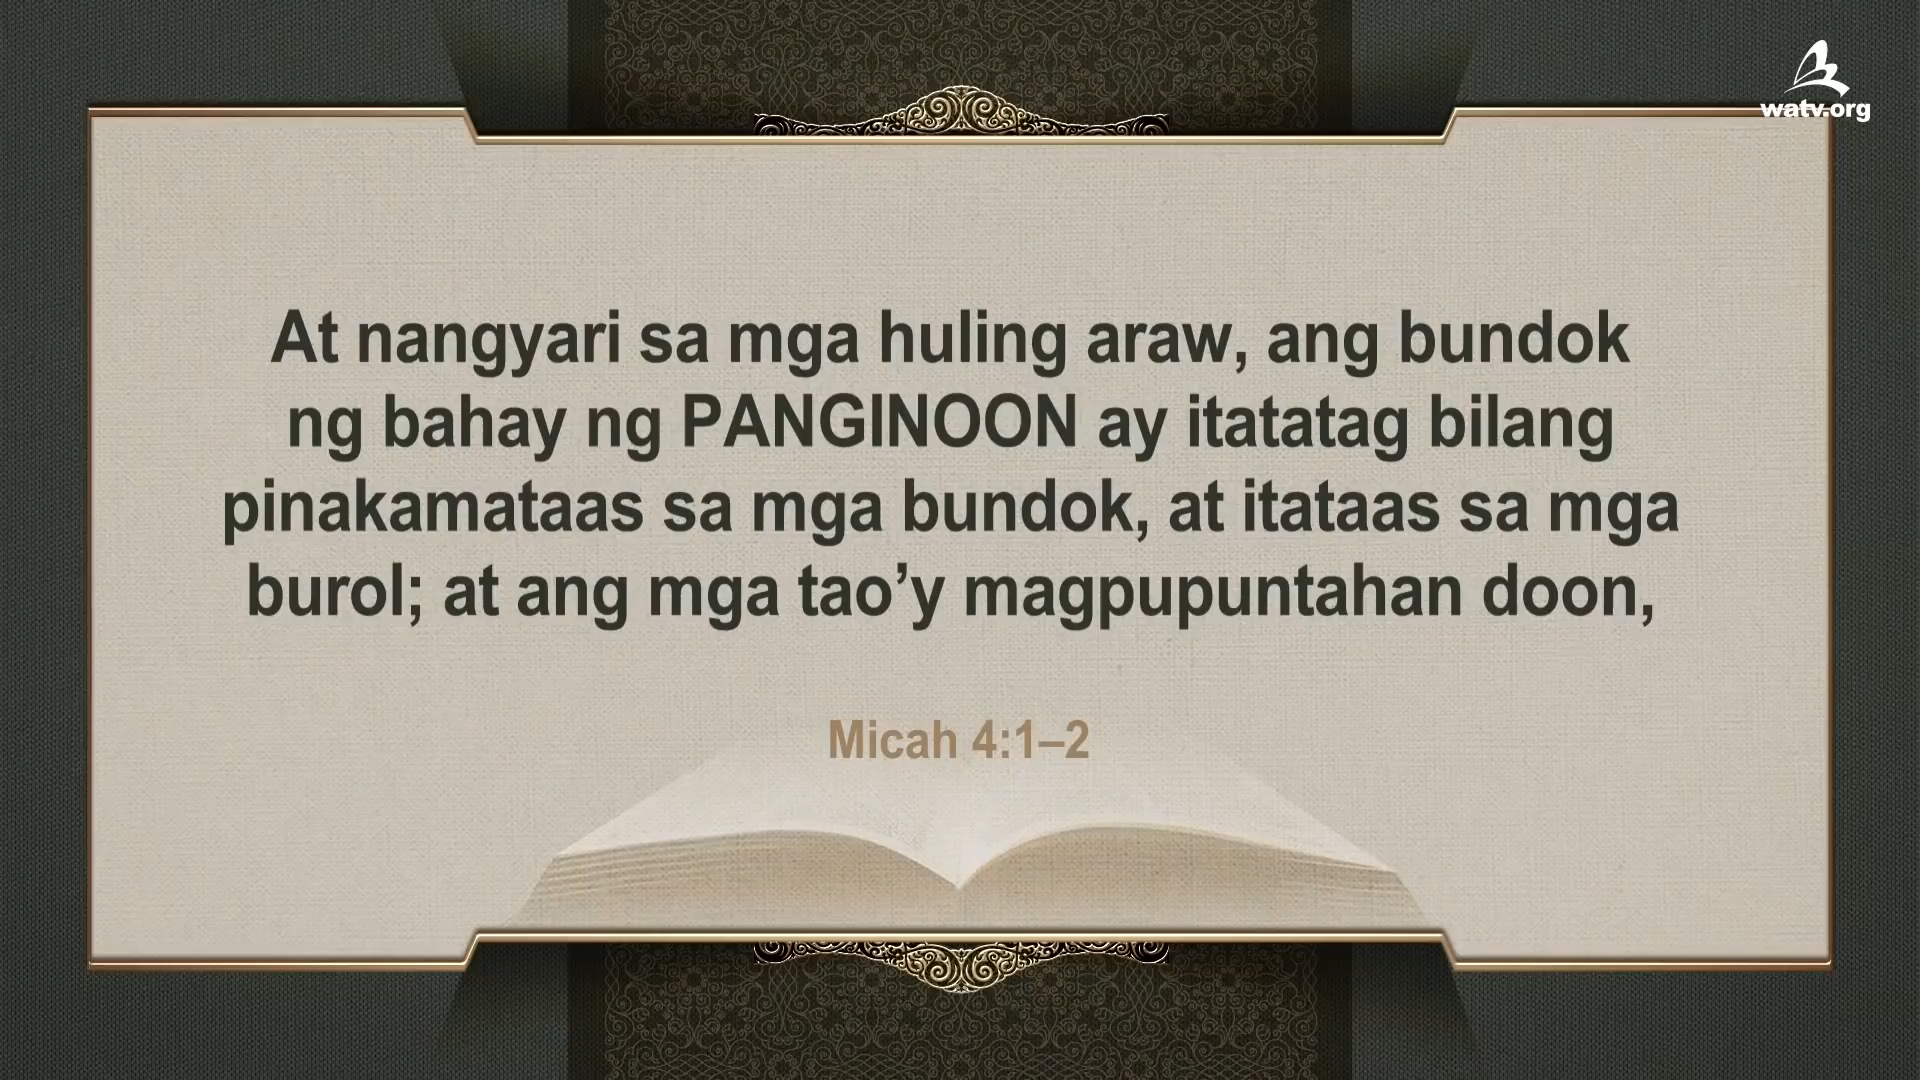 watv.org
At nangyari sa mga huling araw, ang bundok
ng bahay ng PANGINOON ay itatatag bilang
pinakamataas sa mga bundok, at itataas sa mga
burol; at ang mga tao’y magpupuntahan doon,
Micah 4:1–2